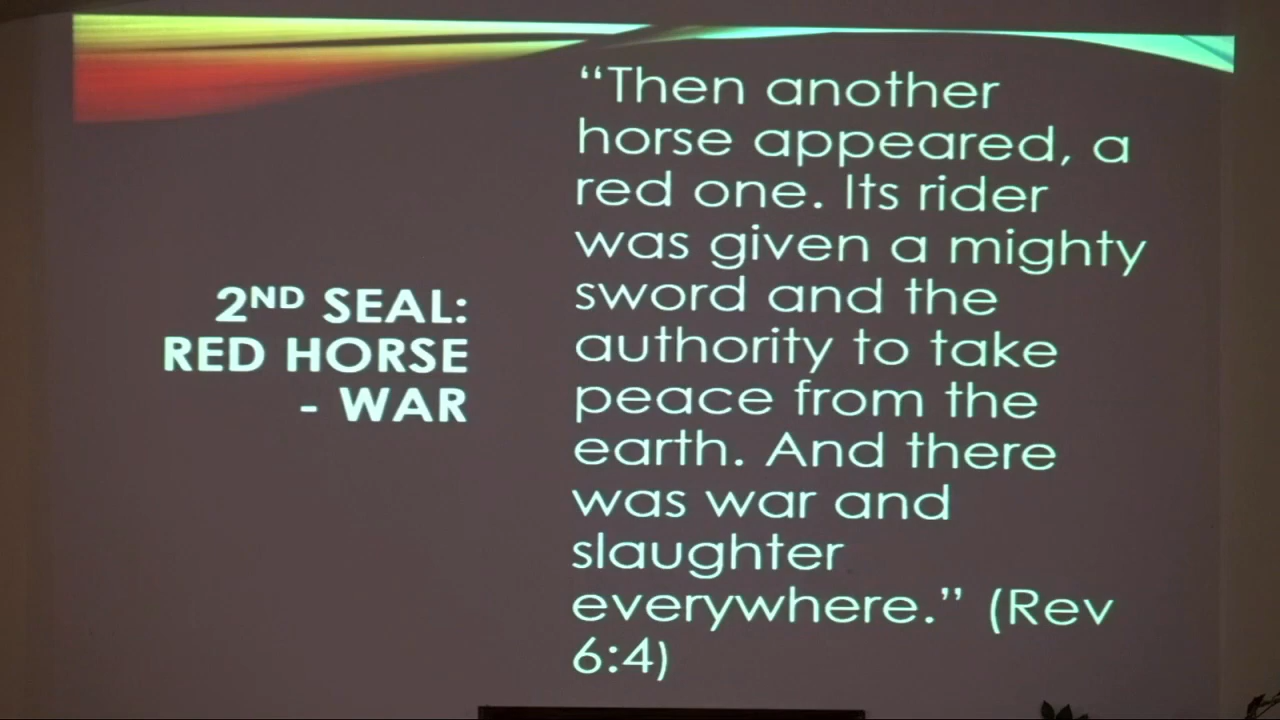 2ND SEAL:
RED HORSE
- WAR
“Then another
horse appeared, a
red one. Its rider
was given a mighty
sword and the
authority to take
peace from the
earth. And there
was war and
slaughter
everywhere.” (Rev
6:4)